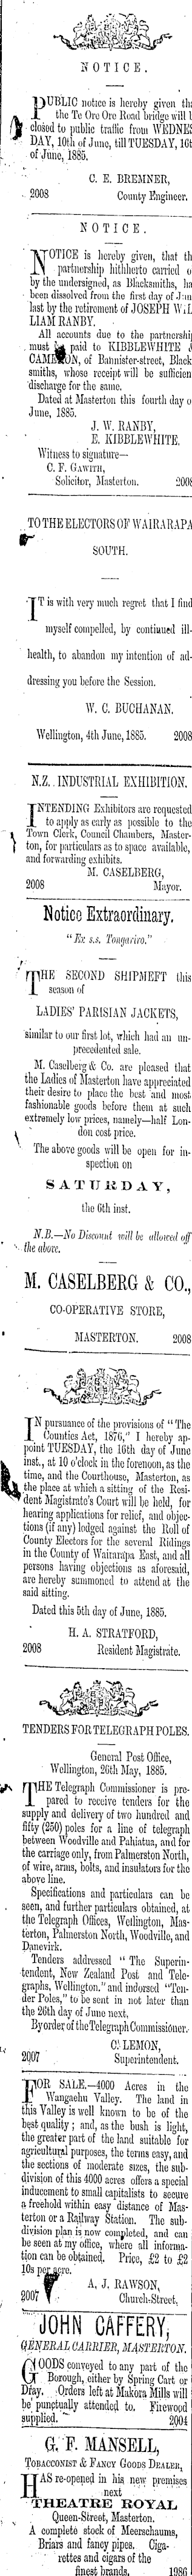 NOTICE.
PUBLIC notice is hereby given tha
the Te Ore Ore Road bridge will b
closed to public traffic from WEDNES
DAY, 10th of June, till TUESDAY, 16t
of June, 1885.
C. E. BREMNER,
2008 County Engineer.
NOTICE.
NOTICE is hereby given, that th
partnership hithherto carried o
by the undersigned, as Blacksmiths, ha
been disolved from the first day of Jun
last by the retirement of JOSEPH WIL
LIAM RANBY.
All accounts due to the partnership
must be paid to KIBBLEWHITE &
CAMERON, of Bannister-street, Black
smiths, whose receipt will be sufficien
discharge for the same.
Dated at Masterton this fourth day o
June, 1885.
J. W. RANBY,
E. KIBBLEWHITE.
Witness to signature—
C. F. GAWITH,
Solicitor, Masterton. 2008
TO THE ELECTORS OF WAIRARAPA
SOUTH.
IT is with very much regret that I find
myself compelled, by continued ill-
health, to abandon my intention of ad-
dressing you before the Session.
W. C. BUCHANAN.
Wellington, 4th June, 1885. 2008
N.Z. INDUSTRIAL EXHIBITION.
INTENDING Exhibitors are requested
to apply as early as possible to the
Town Clerk, Council Chambers, Master-
ton, for particulars as to space available,
and forwarding exhibits.
M. CASELBERG,
2008 Mayor.
Notice Extraordinary.
"Ex s.s. Tongariro."
THE SECOND SHIPMEFT this
season of
LADIES' PARISIAN JACKETS,
similar to our first lot, which had an un-
precedented sale.
M. Caselberg & Co. are pleased that
the Ladies of Masterton have appreciated
their desire to place the best and most
fashionable goods before them at such
extremely low prices, namely—half Lon-
don cost price.
The above goods will be open for in-
spection on
SATURDAY,
the 6th inst.
N.B.—No Discount will be allowed off
the above.
M. CASELBERG & CO.,
CO-OPERATIVE STORE,
MASTERTON. 2008
IN pursuance of the provisions of "The
Counties Act, 1876," I hereby ap-
point TUESDAY, the 16th day of June
inst., at 10 o'clock in the forenoon, as the
time, and the Courthouse, Masterton, as
the place at which a sitting of the Resi-
dent Magistrate's Court will be held, for
hearing applications for relief, and objec-
tions (if any) lodged against the Roll of
County Electors for the several Ridings
in the County of Wairarapa East, and all
persons having objections as aforesaid,
are hereby summoned to attend at the
said sitting.
Dated this 5th day of June, 1885.
H. A. STRATFORD,
2008 Resident Magistrate.
TENDERS FOR TELEGRAPH POLES.
General Post Office,
Wellington, 26th May, 1885.
THE Telegraph Commissioner is pre-
pared to receive tenders for the
supply and delivery of two hundred and
fifty (250) poles for a line of telegraph
between Woodville and Pahiatua, and for
the carriage only, from Palmerston North,
of wire, arms, bolts, and insulators for the
above line.
Specifications and particulars can be
seen, and further particulars obtained, at
the Telegraph Offices, Wellington, Mas-
terton, Palmerston North, Woodville, and
Danevirk.
Tenders addressed "The Superin-
tendent, New Zealand Post and Tele-
graphs, Wellington," and indorsed "Ten-
der Poles," to be sent in not later than
the 26th day of June next.
By order of the Telegraph Commissioner.
C. LEMON,
2007 Superintendent.
FOR SALE.—4000 Acres in the
Wangaehu Valley. The land in
this Valley is well known to be of the
best quality; and, as the bush is light,
the greater part of the land suitable for
agricultural purposes, the terms easy, and
the sections of moderate sizes, the sub-
division of this 4000 acres offers a special
inducement to small capitalists to secure
a freehold within easy distance of Mas-
terton or a Railway Station. The sub-
division plan is now completed, and can
be seen at my office, where all informa-
tion can be obtained. Price, £2 to £2
10s per acre.
A. J. RAWSON,
2007 Church-Street,
JOHN CAFFERY,
GENERAL CARRIER, MASTERTON.
GOODS conveyed to any part of the
Borough, either by Spring Cart or
Dray. Orders left at Makora Mills will
be punctually attended to. Firewood
supplied. 2004
G. F. MANSELL,
TOBACCONIST & FANCY GOODS DEALER,
HAS re-opened in his new premises
next
THEATRE ROYAL
Queen-Street, Masterton.
A complete stock of Meerschaums,
Briars and fancy pipes. Ciga-
rettes and cigars of the
finest brands. 1986